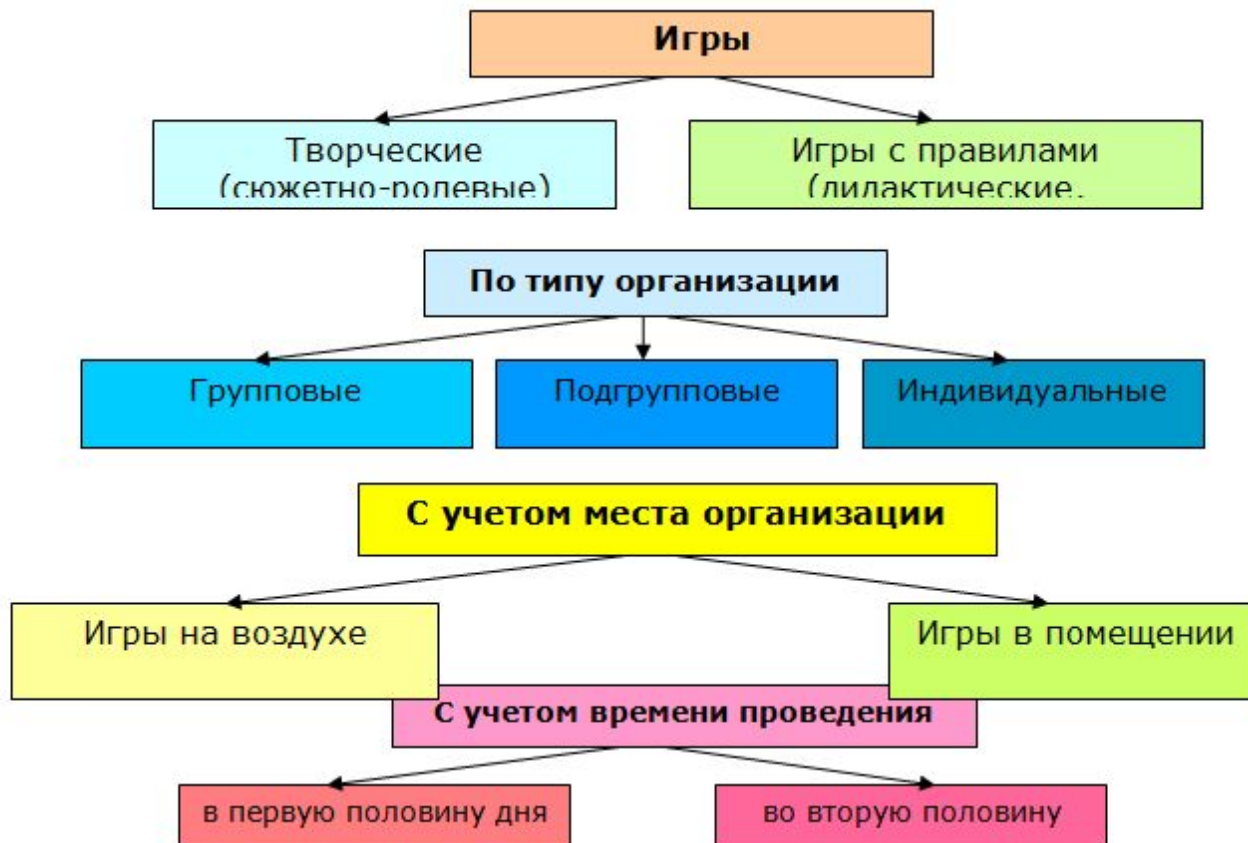 Игры
Творческие
(сюжетно-ролевые)
Игры с правилами
(дидактические,
По типу организации
Групповые
Подгрупповые
Индивидуальные
С учетом места организации
Игры на воздухе
Игры в помещении
С учетом времени проведения
в первую половину дня
во вторую половину